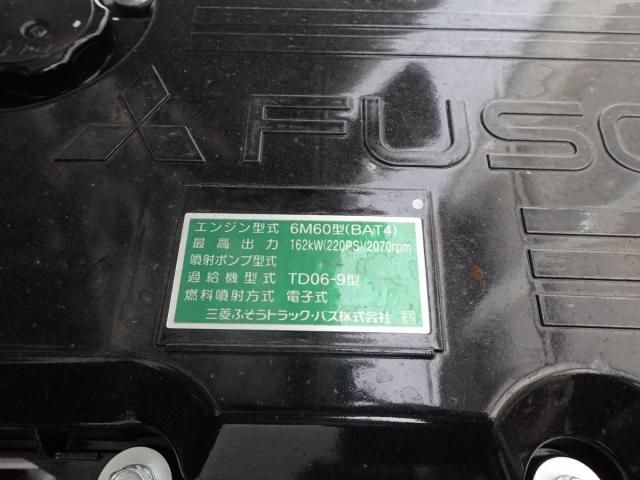 FUSO
エンジン型式 6M60型(BAT4)
最高出力 162kW(220PS)/2070rpm
噴射ポンプ型式
過給機型式 TD06-9型
燃料噴射方式 電子式
三菱ふそうトラック・バス株式会社 ES